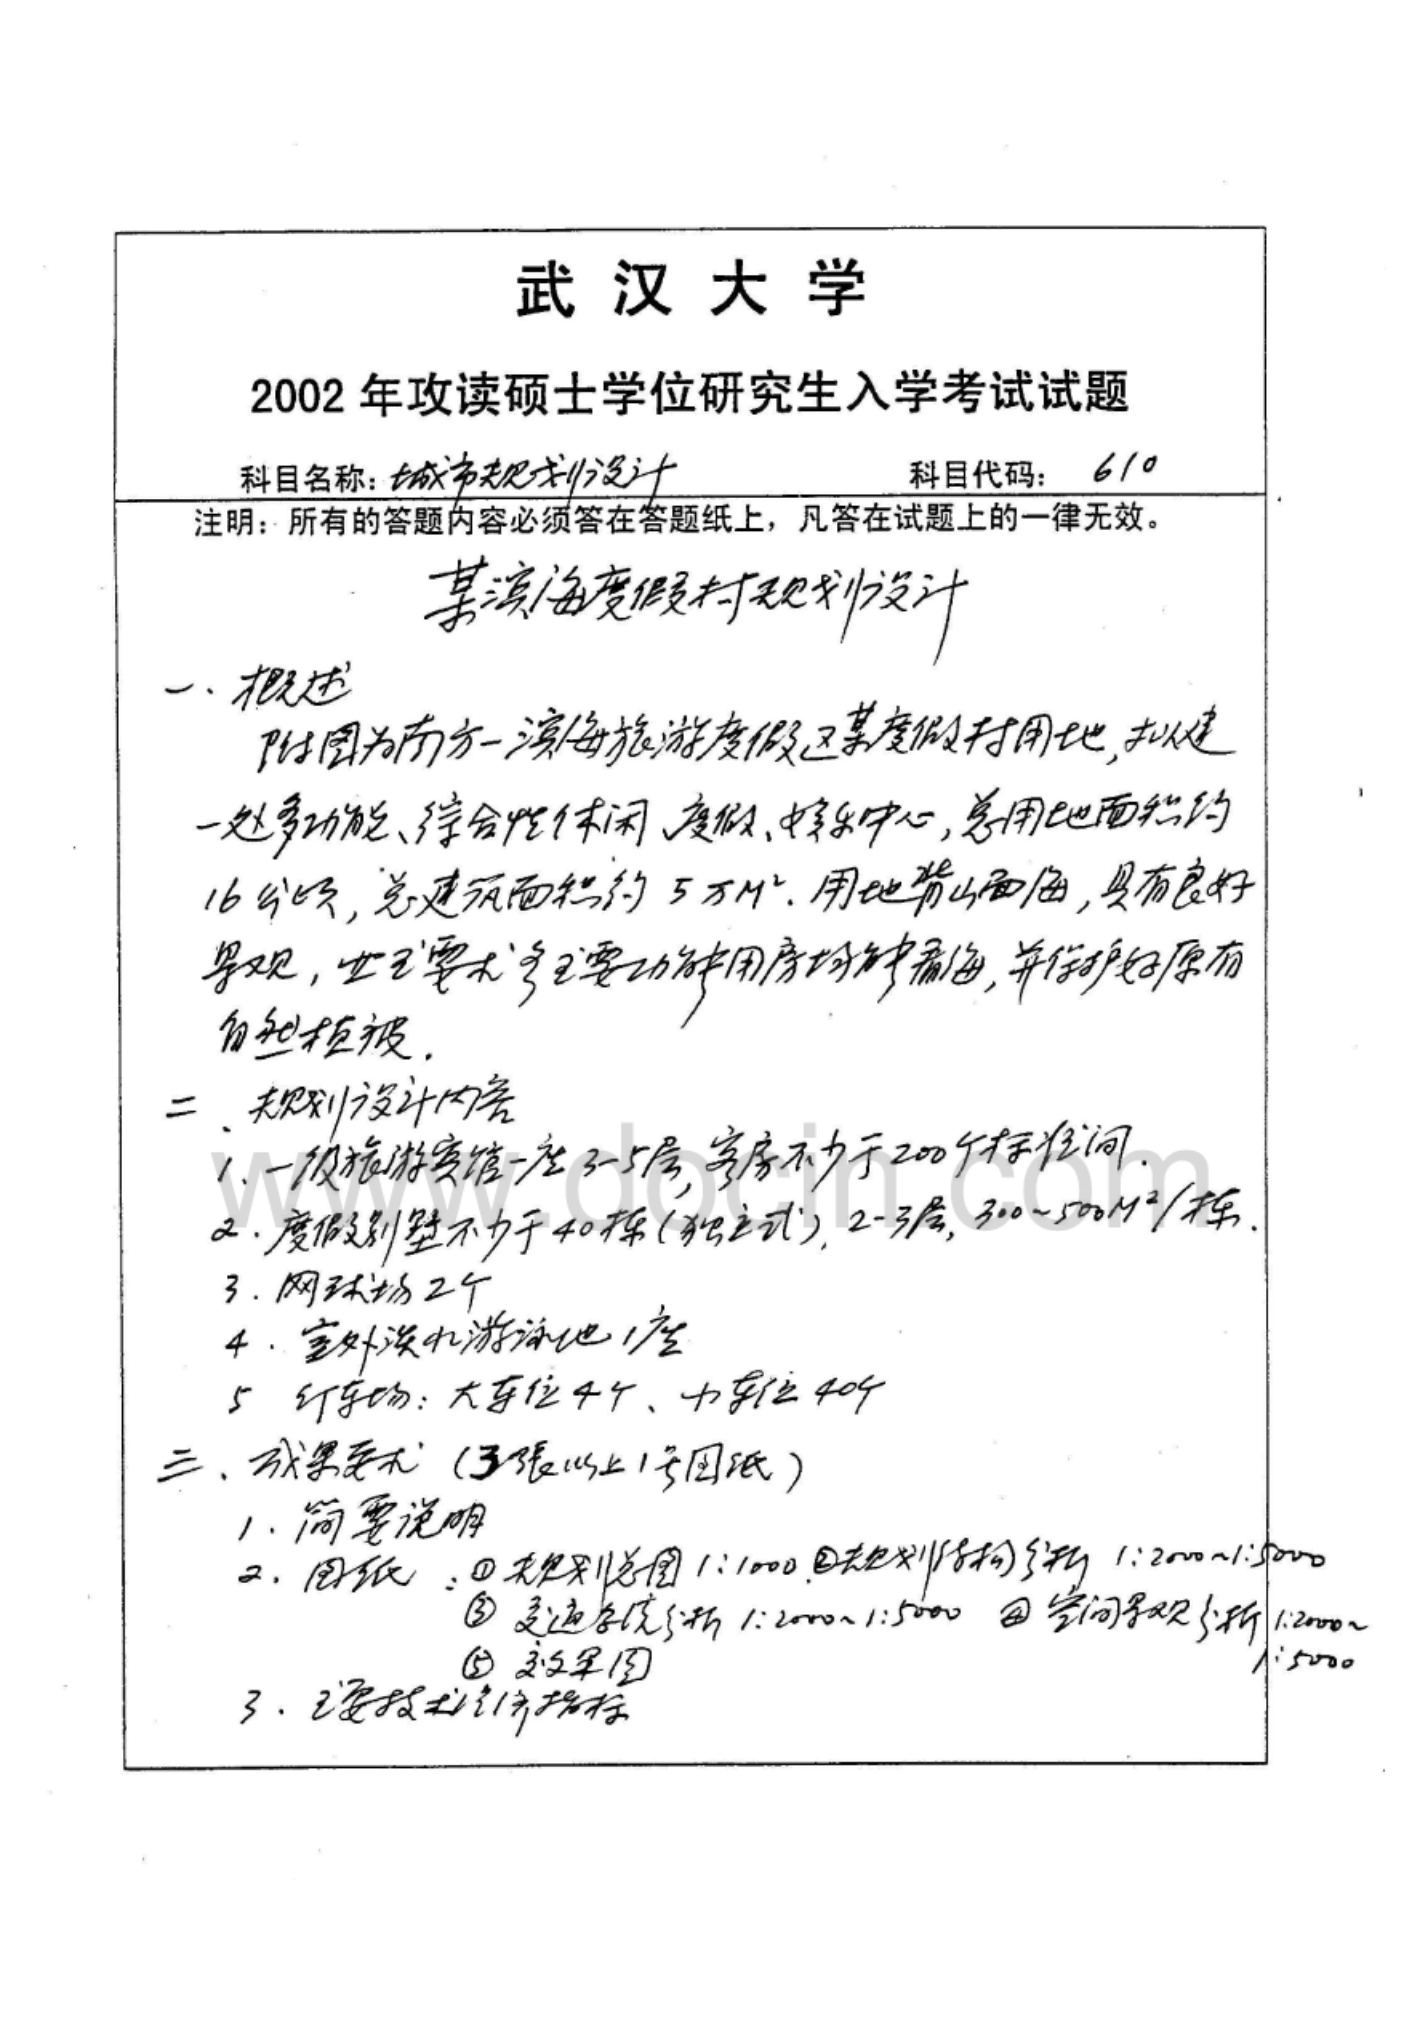 武汉大学
2002年攻读硕士学位研究生入学考试试题
科目名称：城市规划设计 科目代码： 610
注明：所有的答题内容必须答在答题纸上，凡答在试题上的一律无效。
某滨海度假村规划设计
一、概述
附图为南方一滨海旅游度假区某度假村用地，拟建
一处多功能、综合性休闲、度假、娱乐中心，总用地面积约
16公顷，总建筑面积约 5万M². 用地背山面海，具有良好
景观，业主要求各主要功能用房均能看海，并保护好原有
自然植被.
二、规划设计内容
1、一级旅游宾馆一座3-5层，客房不少于200个标准间.
2. 度假别墅不少于40栋(独立式)，2-3层，300~500M²/栋.
3. 网球场2个
4. 室外淡水游泳池1座
5 停车场：大车位4个、小车位40个
三、成果要求 (3张以上1号图纸)
1. 简要说明
2. 图纸：①规划总图1:1000 ②规划结构分析 1:2000~1:5000
③ 交通系统分析 1:2000~1:5000 ④ 空间景观分析 1:2000~
1:5000
⑤ 效果图
3. 主要技术经济指标
www.docin.com